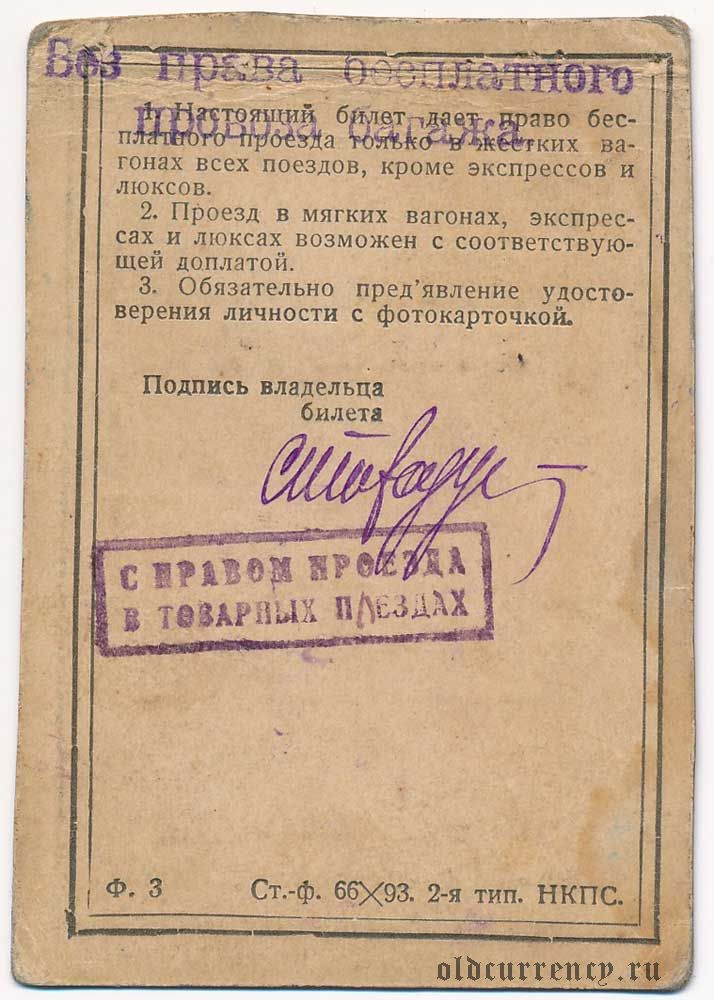 Без права бесплатного
провоза багажа.
1. Настоящий билет дает право бес-
платного проезда только в жестких ва-
гонах всех поездов, кроме экспрессов и
люксов.
2. Проезд в мягких вагонах, экспрес-
сах и люксах возможен с соответствую-
щей доплатой.
3. Обязательно пред'явление удосто-
верения личности с фотокарточкой.
Подпись владельца
билета
С ПРАВОМ ПРОЕЗДА
В ТОВАРНЫХ ПОЕЗДАХ
Ф. 3 Ст.-ф. 66×93. 2-я тип. НКПС.
oldcurrency.ru